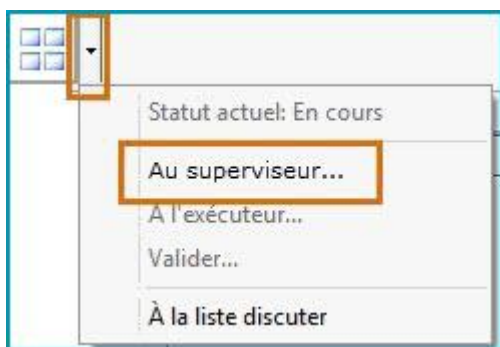 Statut actuel: En cours
Au superviseur...
À l'exécuteur...
Valider...
À la liste discuter